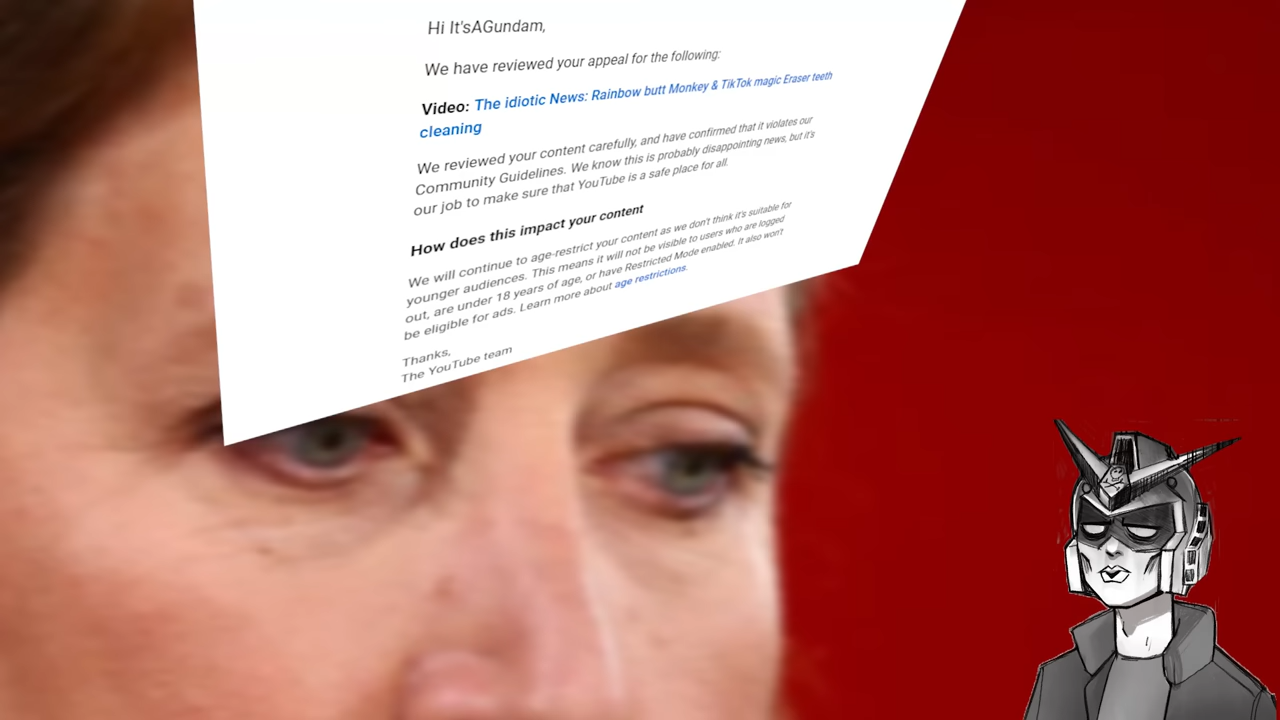 Hi It'sAGundam,
We have reviewed your appeal for the following:
Video: The idiotic News: Rainbow butt Monkey & TikTok magic Eraser teeth
cleaning
We reviewed your content carefully, and have confirmed that it violates our
Community Guidelines. We know this is probably disappointing news, but it's
our job to make sure that YouTube is a safe place for all.
How does this impact your content
We will continue to age-restrict your content as we don't think it's suitable for
younger audiences. This means it will not be visible to users who are logged
out, are under 18 years of age, or have Restricted Mode enabled. It also won't
be eligible for ads. Learn more about age restrictions.
Thanks,
The YouTube team